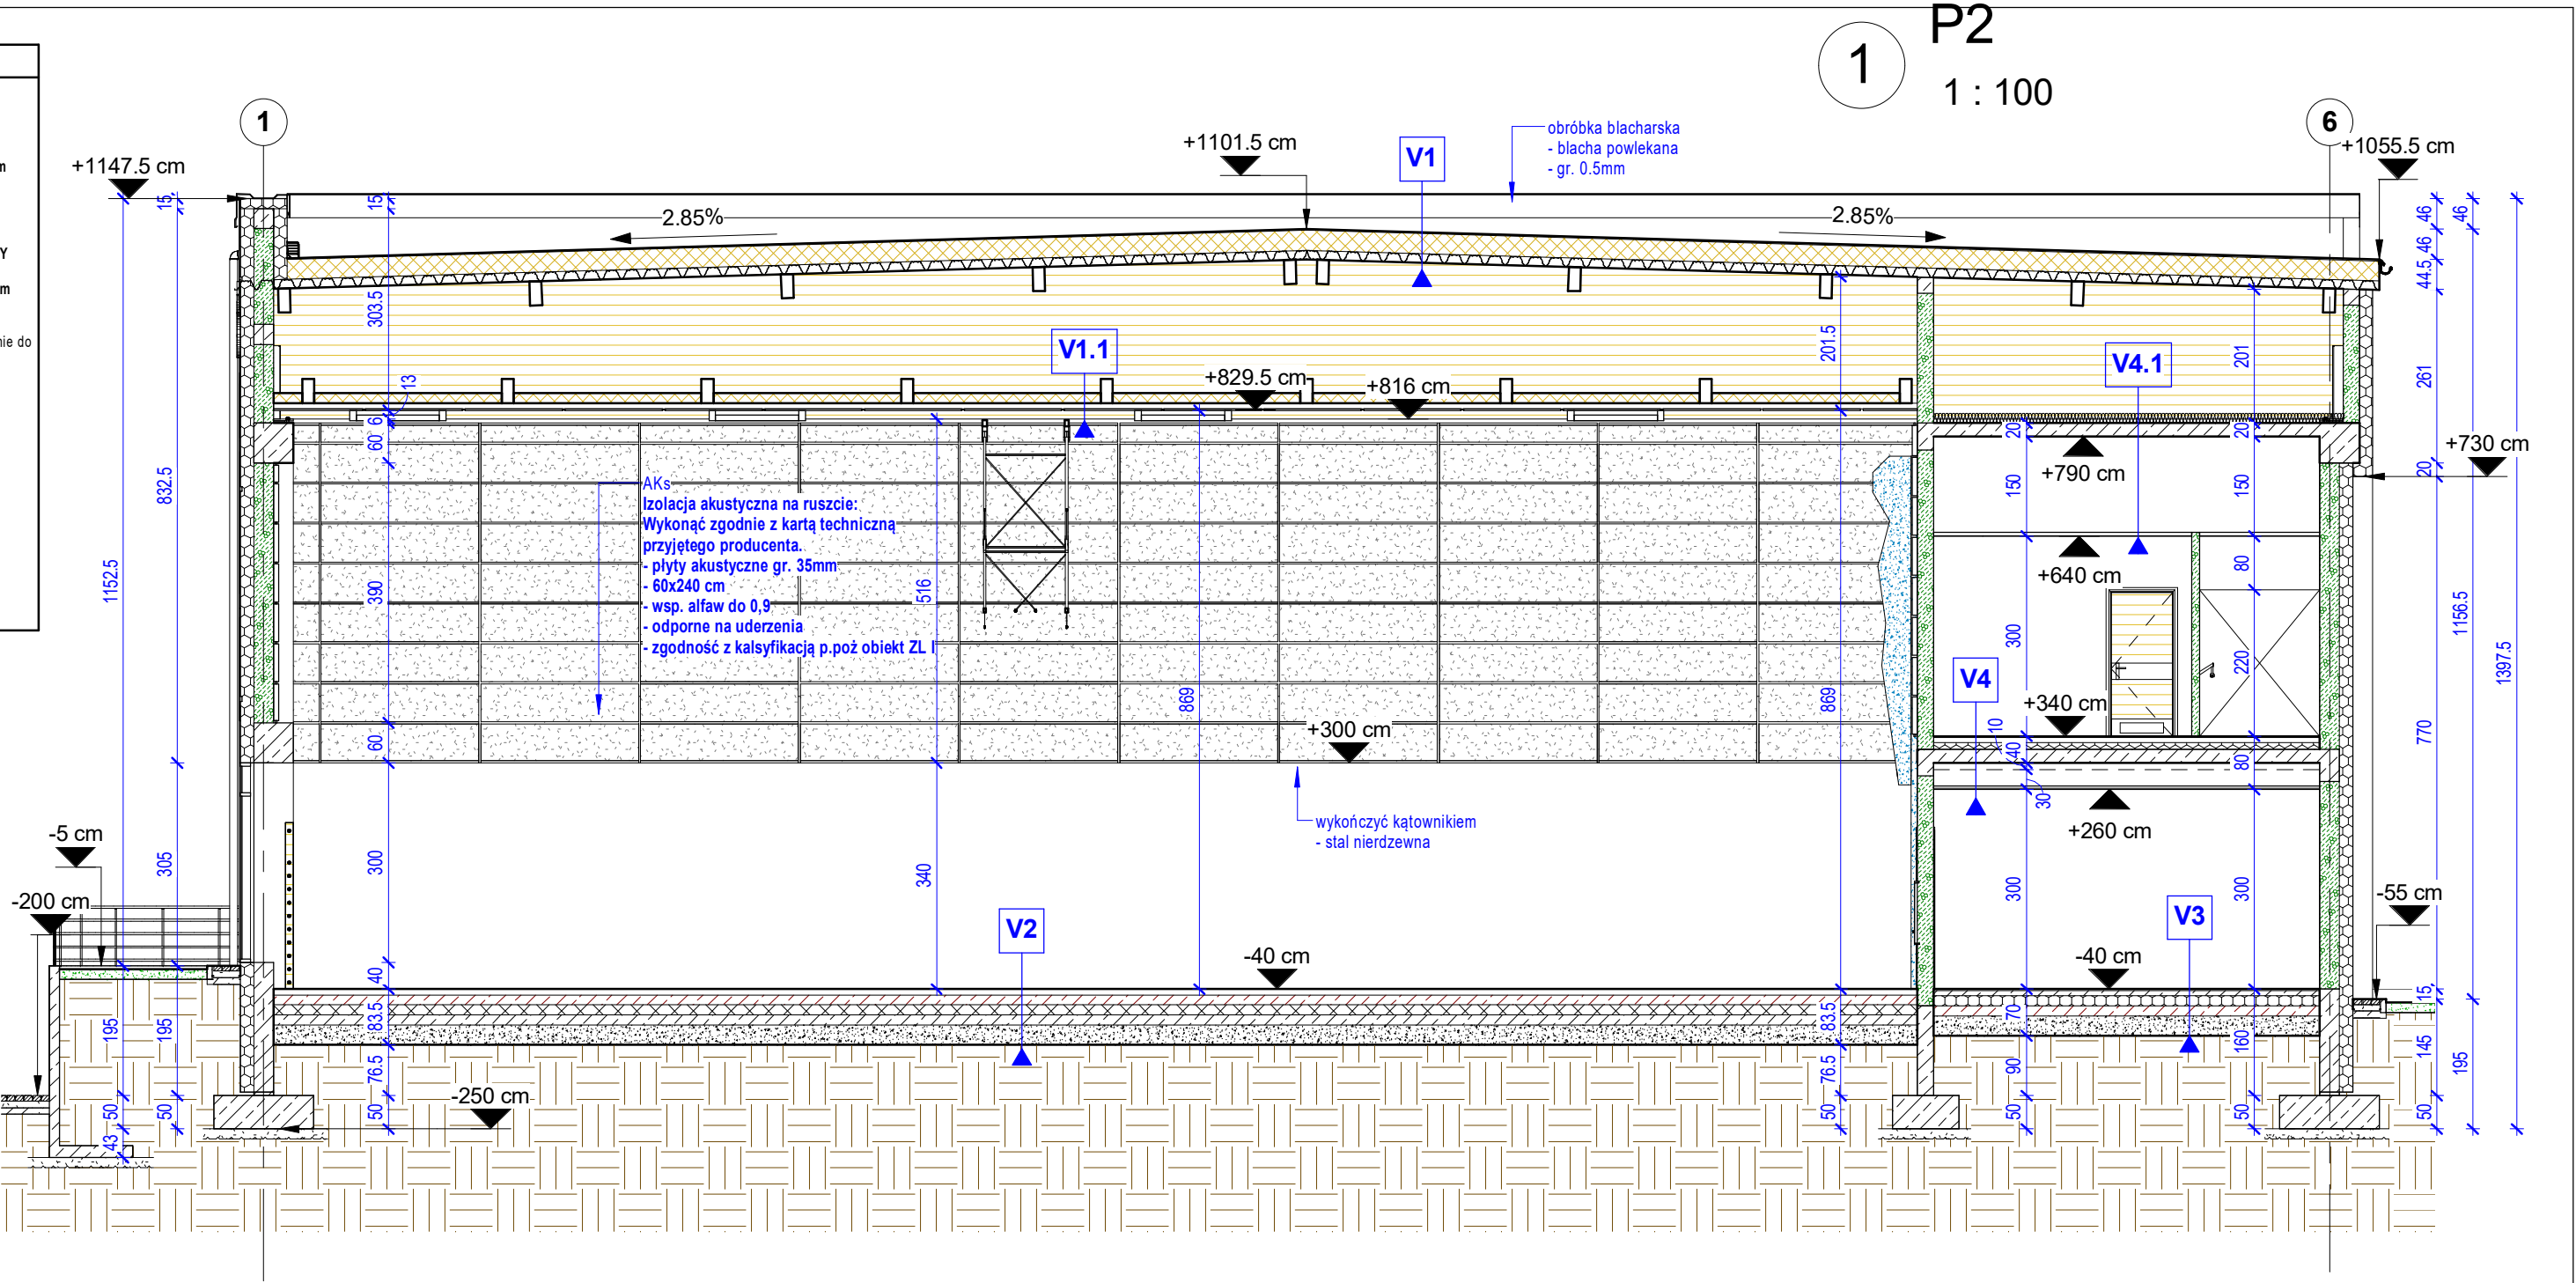 P2
1
1 : 100
1
6
+1147.5 cm
+1101.5 cm
V1
obróbka blacharska
- blacha powlekana
- gr. 0.5mm
+1055.5 cm
m
Y
m
nie do
2.85%
2.85%
15
15
46
46
46
44.5
303.5
201.5
201
261
13
V1.1
V4.1
+829.5 cm
+816 cm
6
60
20
20
+790 cm
+730 cm
20
832.5
1152.5
390
AKs
Izolacja akustyczna na ruszcie:
Wykonąć zgodnie z kartą techniczną
przyjętego producenta.
- płyty akustyczne gr. 35mm
- 60x240 cm
- wsp. alfaw do 0,9
- odporne na uderzenia
- zgodność z kalsyfikacją p.poż obiekt ZL I
516
869
869
150
150
+640 cm
80
300
220
V4
+340 cm
10
40
80
30
1156.5
1397.5
770
60
+300 cm
wykończyć kątownikiem
- stal nierdzewna
+260 cm
-5 cm
-200 cm
305
300
340
300
300
V2
V3
-55 cm
40
-40 cm
-40 cm
15
195
195
83.5
83.5
70
160
145
195
76.5
76.5
90
50
50
50
-250 cm
50
50
50
50
43